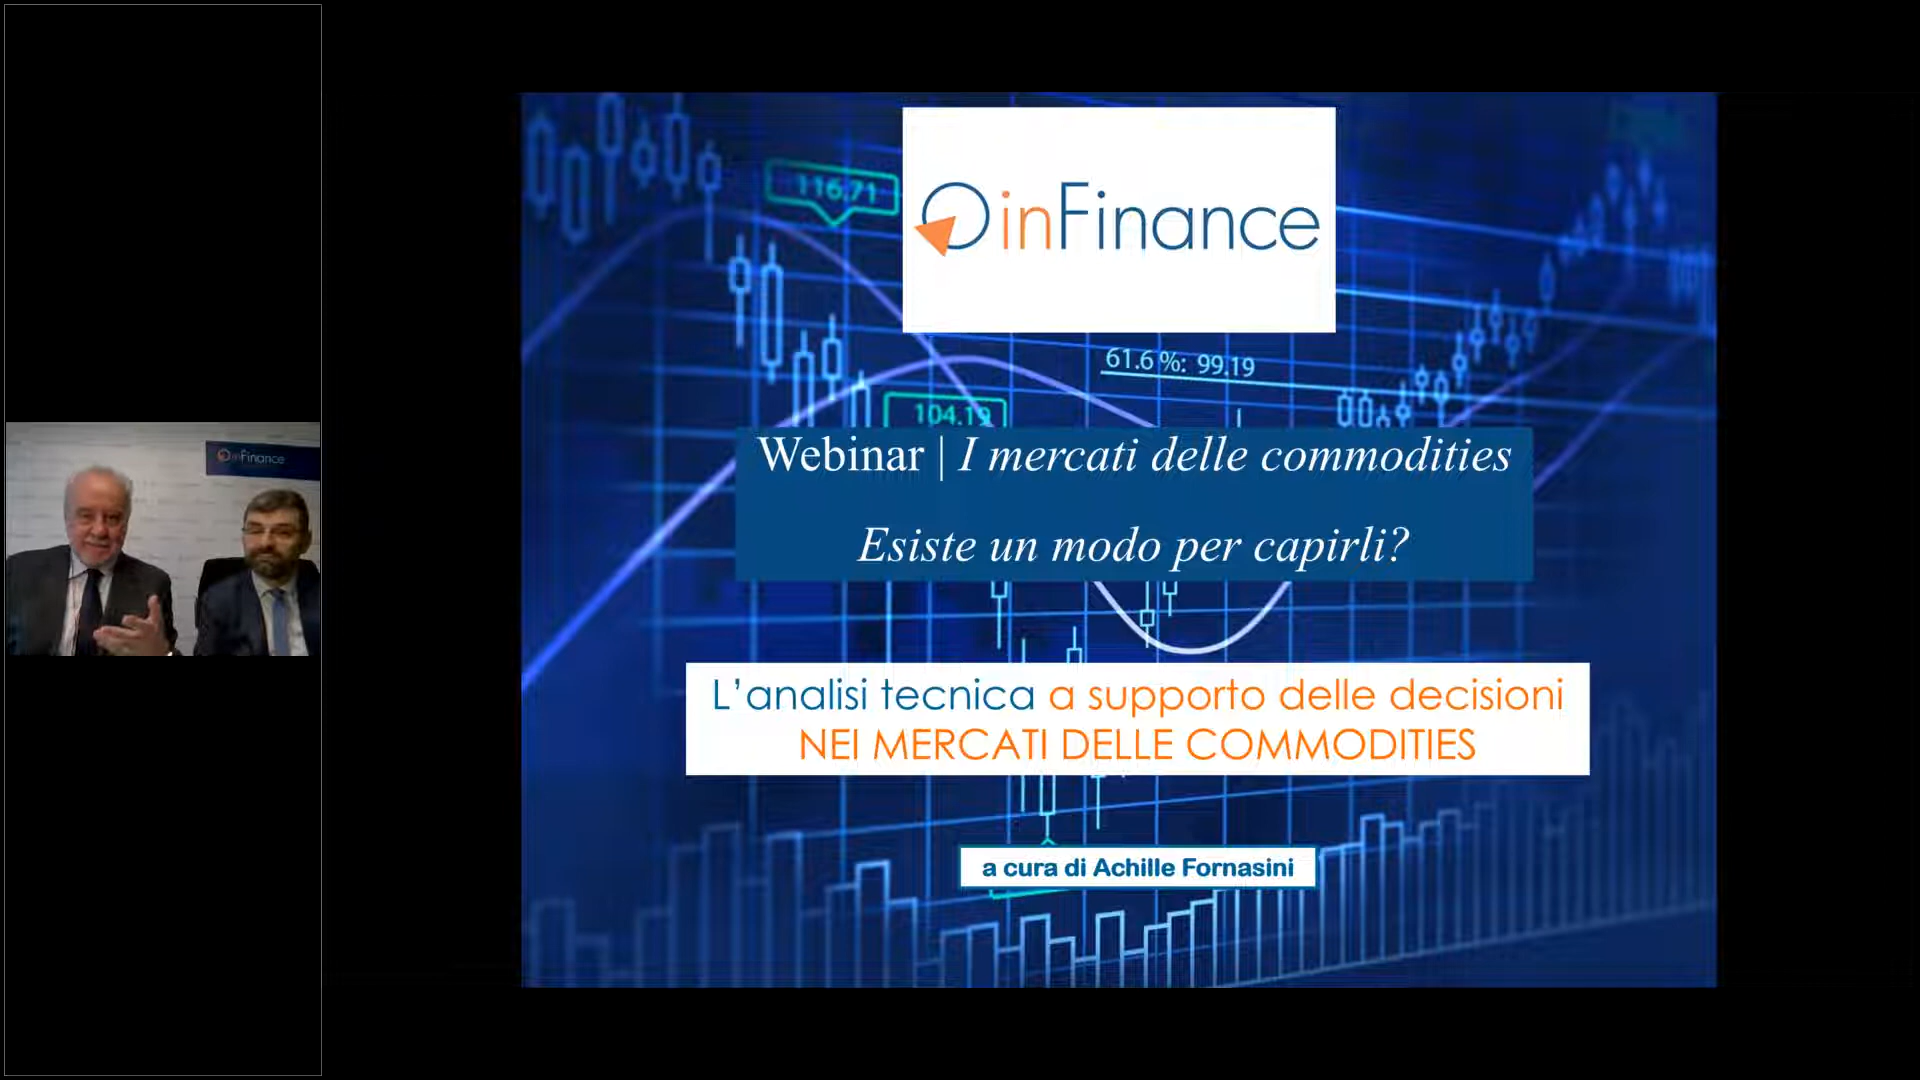 inFinance
116.71
inFinance
61.6 %: 99.19
104.19
Webinar | I mercati delle commodities
Esiste un modo per capirli?
L’analisi tecnica a supporto delle decisioni
NEI MERCATI DELLE COMMODITIES
a cura di Achille Fornasini